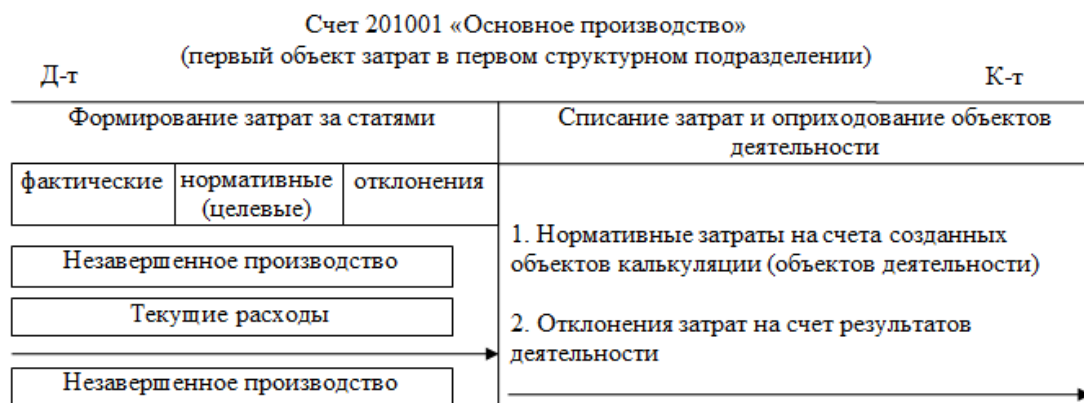 Счет 201001 «Основное производство»
(первый объект затрат в первом структурном подразделении)
Д-т
К-т
Формирование затрат за статями
Списание затрат и оприходование объектов
деятельности
фактические
нормативные
(целевые)
отклонения
Незавершенное производство
Текущие расходы
Незавершенное производство
1. Нормативные затраты на счета созданных
объектов калькуляции (объектов деятельности)
2. Отклонения затрат на счет результатов
деятельности